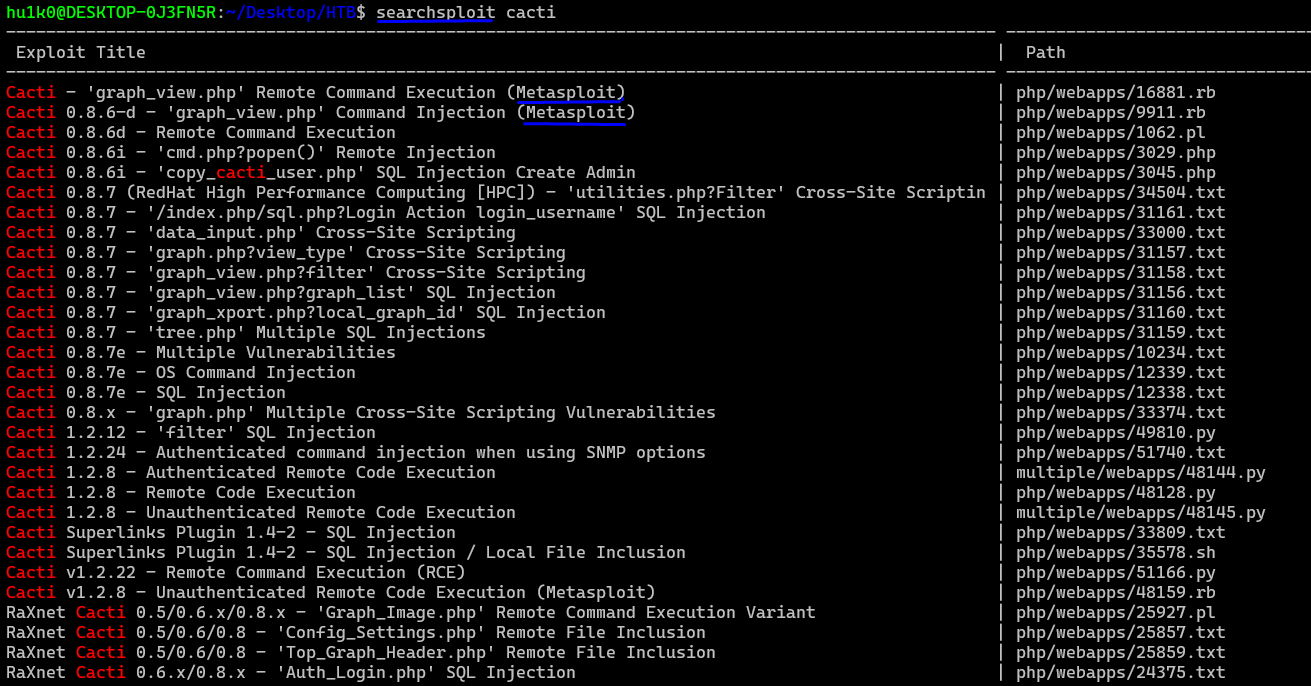 hu1k0@DESKTOP-0J3FN5R:~/Desktop/HTB$ searchsploit cacti
Exploit Title | Path
Cacti - 'graph_view.php' Remote Command Execution (Metasploit) | php/webapps/16881.rb
Cacti 0.8.6-d - 'graph_view.php' Command Injection (Metasploit) | php/webapps/9911.rb
Cacti 0.8.6d - Remote Command Execution | php/webapps/1062.pl
Cacti 0.8.6i - 'cmd.php?popen()' Remote Injection | php/webapps/3029.php
Cacti 0.8.6i - 'copy_cacti_user.php' SQL Injection Create Admin | php/webapps/3045.php
Cacti 0.8.7 (RedHat High Performance Computing [HPC]) - 'utilities.php?Filter' Cross-Site Scriptin | php/webapps/34504.txt
Cacti 0.8.7 - '/index.php/sql.php?Login Action login_username' SQL Injection | php/webapps/31161.txt
Cacti 0.8.7 - 'data_input.php' Cross-Site Scripting | php/webapps/33000.txt
Cacti 0.8.7 - 'graph.php?view_type' Cross-Site Scripting | php/webapps/31157.txt
Cacti 0.8.7 - 'graph_view.php?filter' Cross-Site Scripting | php/webapps/31158.txt
Cacti 0.8.7 - 'graph_view.php?graph_list' SQL Injection | php/webapps/31156.txt
Cacti 0.8.7 - 'graph_xport.php?local_graph_id' SQL Injection | php/webapps/31160.txt
Cacti 0.8.7 - 'tree.php' Multiple SQL Injections | php/webapps/31159.txt
Cacti 0.8.7e - Multiple Vulnerabilities | php/webapps/10234.txt
Cacti 0.8.7e - OS Command Injection | php/webapps/12339.txt
Cacti 0.8.7e - SQL Injection | php/webapps/12338.txt
Cacti 0.8.x - 'graph.php' Multiple Cross-Site Scripting Vulnerabilities | php/webapps/33374.txt
Cacti 1.2.12 - 'filter' SQL Injection | php/webapps/49810.py
Cacti 1.2.24 - Authenticated command injection when using SNMP options | php/webapps/51740.txt
Cacti 1.2.8 - Authenticated Remote Code Execution | multiple/webapps/48144.py
Cacti 1.2.8 - Remote Code Execution | php/webapps/48128.py
Cacti 1.2.8 - Unauthenticated Remote Code Execution | multiple/webapps/48145.py
Cacti Superlinks Plugin 1.4-2 - SQL Injection | php/webapps/33809.txt
Cacti Superlinks Plugin 1.4-2 - SQL Injection / Local File Inclusion | php/webapps/35578.sh
Cacti v1.2.22 - Remote Command Execution (RCE) | php/webapps/51166.py
Cacti v1.2.8 - Unauthenticated Remote Code Execution (Metasploit) | php/webapps/48159.rb
RaXnet Cacti 0.5/0.6.x/0.8.x - 'Graph_Image.php' Remote Command Execution Variant | php/webapps/25927.pl
RaXnet Cacti 0.5/0.6/0.8 - 'Config_Settings.php' Remote File Inclusion | php/webapps/25857.txt
RaXnet Cacti 0.5/0.6/0.8 - 'Top_Graph_Header.php' Remote File Inclusion | php/webapps/25859.txt
RaXnet Cacti 0.6.x/0.8.x - 'Auth_Login.php' SQL Injection | php/webapps/24375.txt